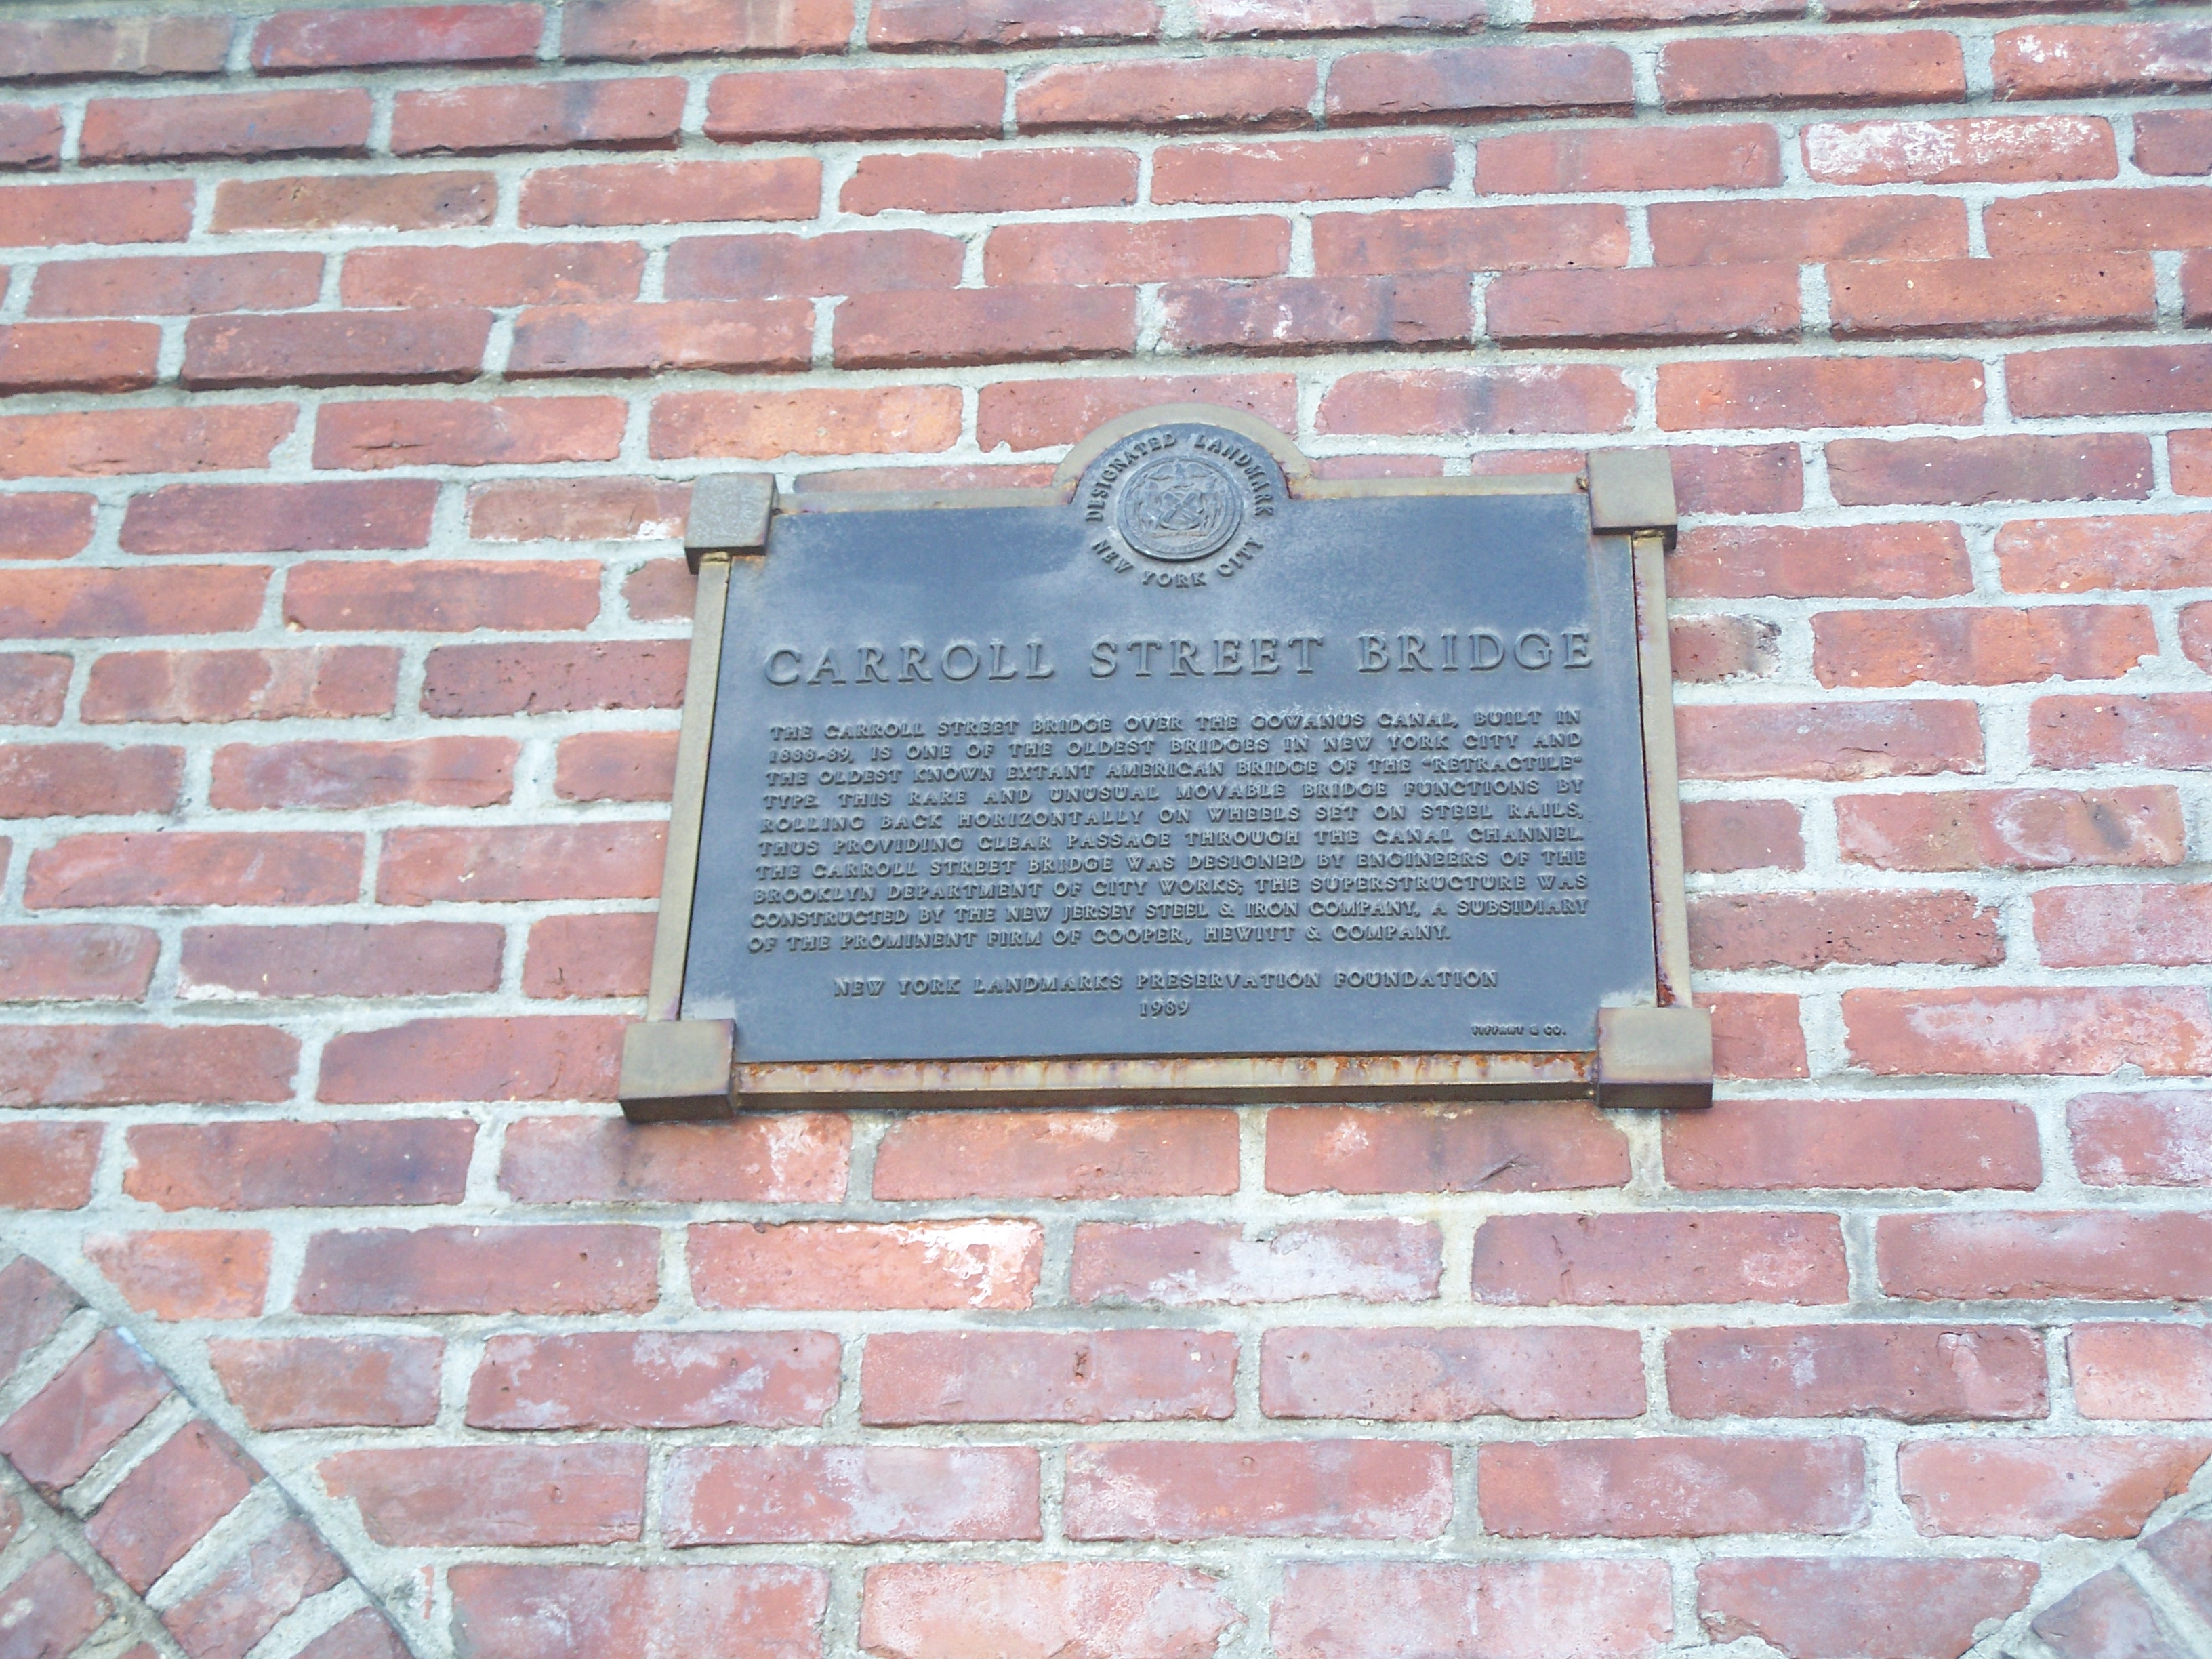 DESIGNATED LANDMARK
NEW YORK CITY
CARROLL STREET BRIDGE
THE CARROLL STREET BRIDGE OVER THE GOWANUS CANAL, BUILT IN
1888-89, IS ONE OF THE OLDEST BRIDGES IN NEW YORK CITY AND
THE OLDEST KNOWN EXTANT AMERICAN BRIDGE OF THE "RETRACTILE"
TYPE. THIS RARE AND UNUSUAL MOVABLE BRIDGE FUNCTIONS BY
ROLLING BACK HORIZONTALLY ON WHEELS SET ON STEEL RAILS,
THUS PROVIDING CLEAR PASSAGE THROUGH THE CANAL CHANNEL.
THE CARROLL STREET BRIDGE WAS DESIGNED BY ENGINEERS OF THE
BROOKLYN DEPARTMENT OF CITY WORKS; THE SUPERSTRUCTURE WAS
CONSTRUCTED BY THE NEW JERSEY STEEL & IRON COMPANY, A SUBSIDIARY
OF THE PROMINENT FIRM OF COOPER, HEWITT & COMPANY.
NEW YORK LANDMARKS PRESERVATION FOUNDATION
1989
TIFFANY & CO.